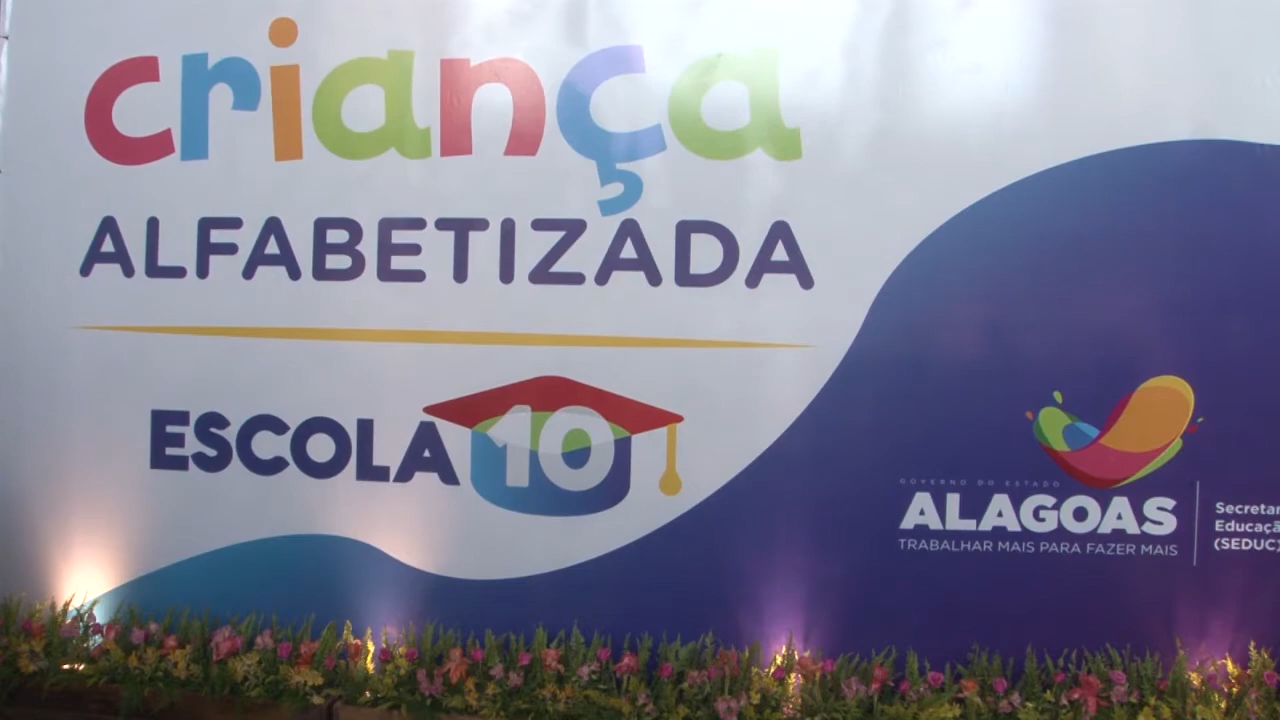 criança
ALFABETIZADA
ESCOLA 10
GOVERNO DO ESTADO
ALAGOAS
TRABALHAR MAIS PARA FAZER MAIS
Secretar
Educaçã
(SEDUC)